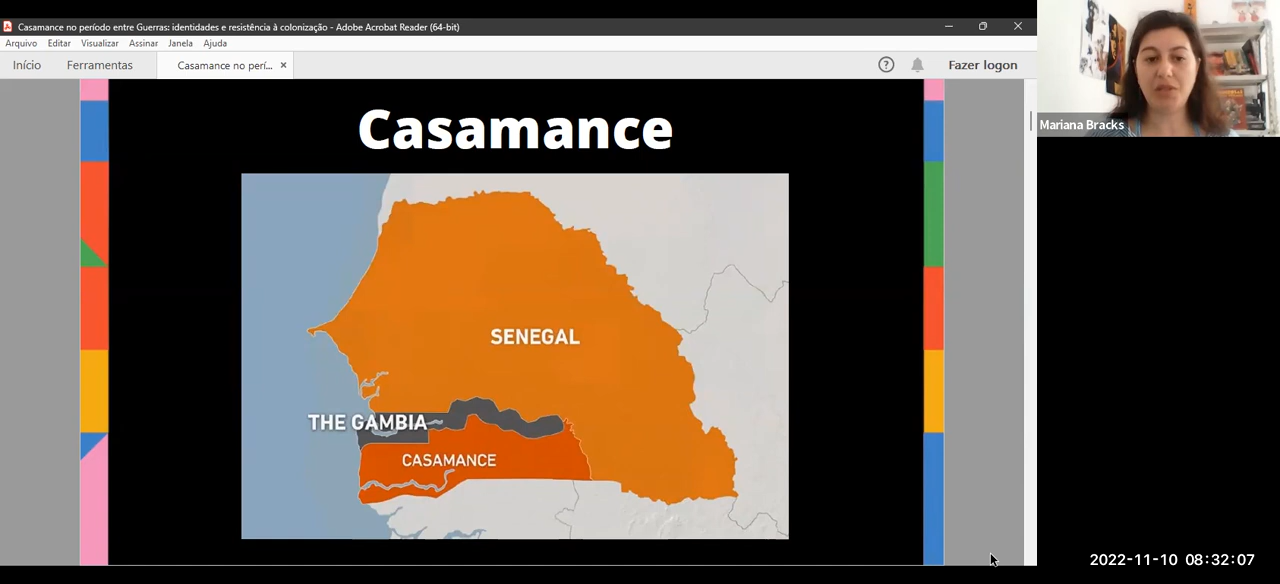 Casamance no período entre Guerras: identidades e resistência à colonização - Adobe Acrobat Reader (64-bit)
Arquivo Editar Visualizar Assinar Janela Ajuda
Início Ferramentas Casamance no perí... × ? Fazer logon
Casamance
SENEGAL
THE GAMBIA
CASAMANCE
Mariana Bracks
2022-11-10 08:32:07